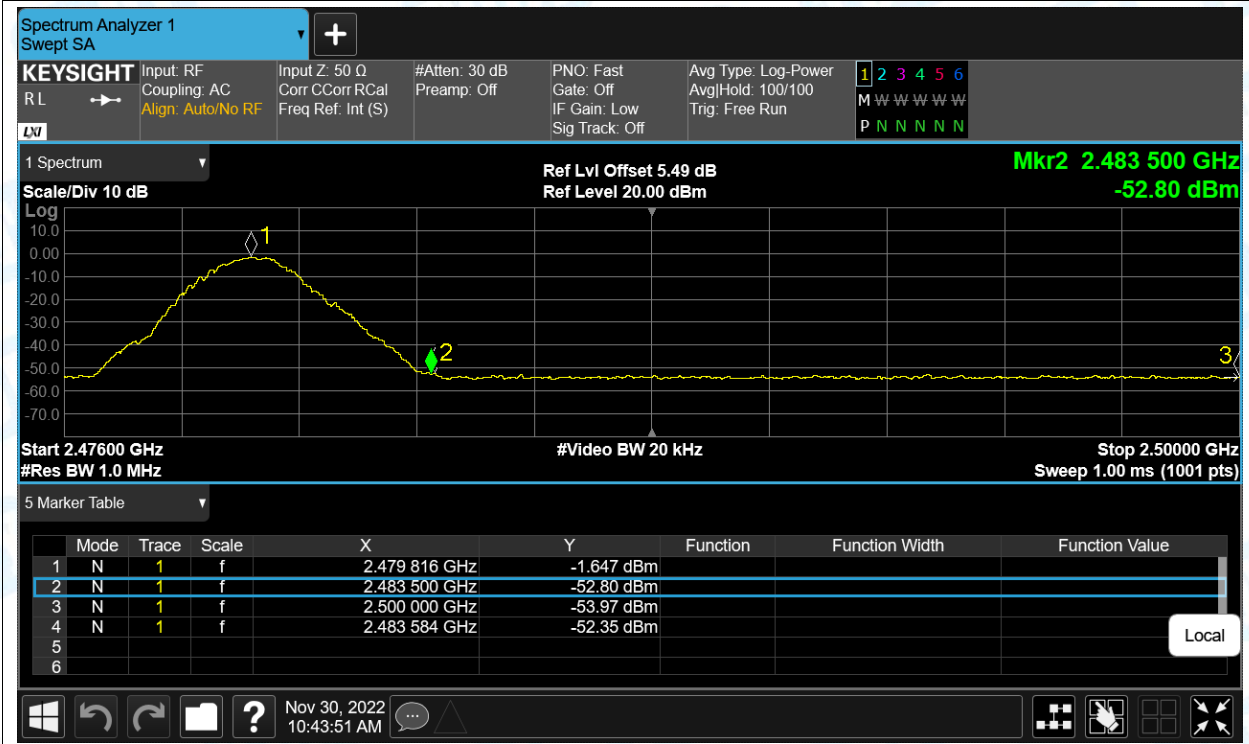 Spectrum Analyzer 1
Swept SA
+
KEYSIGHT
R L
LXI
Input: RF
Coupling: AC
Align: Auto/No RF
Input Z: 50 Ω
Corr CCorr RCal
Freq Ref: Int (S)
#Atten: 30 dB
Preamp: Off
PNO: Fast
Gate: Off
IF Gain: Low
Sig Track: Off
Avg Type: Log-Power
Avg|Hold: 100/100
Trig: Free Run
1 2 3 4 5 6
M W W W W W
P N N N N N
1 Spectrum
Scale/Div 10 dB
Ref Lvl Offset 5.49 dB
Ref Level 20.00 dBm
Mkr2 2.483 500 GHz
-52.80 dBm
Log
10.0
0.00
-10.0
-20.0
-30.0
-40.0
-50.0
-60.0
-70.0
1
2
3
Start 2.47600 GHz
#Res BW 1.0 MHz
#Video BW 20 kHz
Stop 2.50000 GHz
Sweep 1.00 ms (1001 pts)
5 Marker Table
Mode Trace Scale X Y Function Function Width Function Value
1 N 1 f 2.479 816 GHz -1.647 dBm
2 N 1 f 2.483 500 GHz -52.80 dBm
3 N 1 f 2.500 000 GHz -53.97 dBm
4 N 1 f 2.483 584 GHz -52.35 dBm
5
6
Local
?
Nov 30, 2022
10:43:51 AM